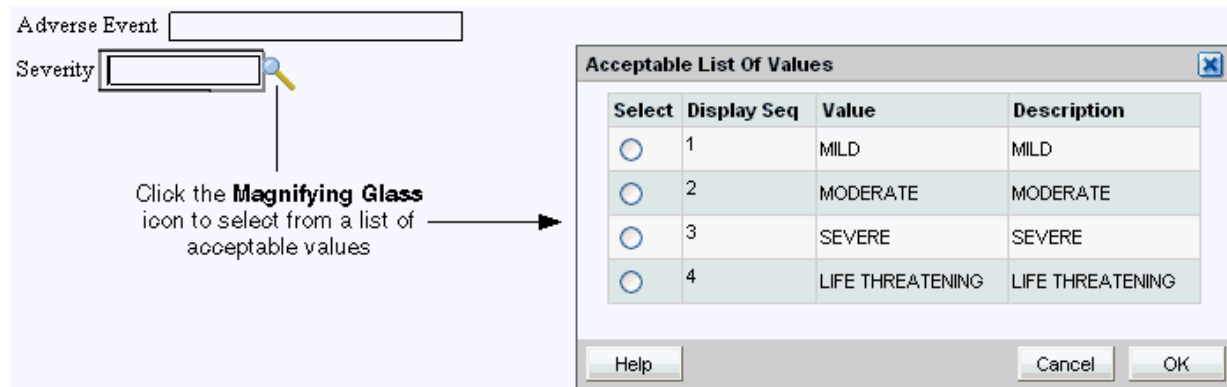 Adverse Event
Severity
Click the Magnifying Glass
icon to select from a list of
acceptable values
Acceptable List Of Values
Select Display Seq Value Description
1 MILD MILD
2 MODERATE MODERATE
3 SEVERE SEVERE
4 LIFE THREATENING LIFE THREATENING
Help Cancel OK